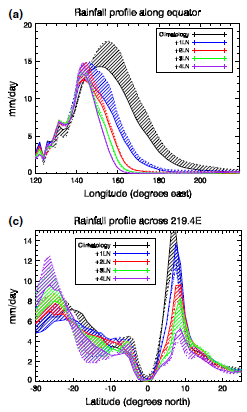 (a)
Rainfall profile along equator
20
15
10
5
0
mm/day
Climatology
+1LN
+2LN
+3LN
+4LN
120 140 160 180 200
Longitude (degrees east)
(c)
Rainfall profile across 219.4E
14
12
10
8
6
4
2
0
mm/day
Climatology
+1LN
+2LN
+3LN
+4LN
-30 -20 -10 0 10 20
Latitude (degrees north)